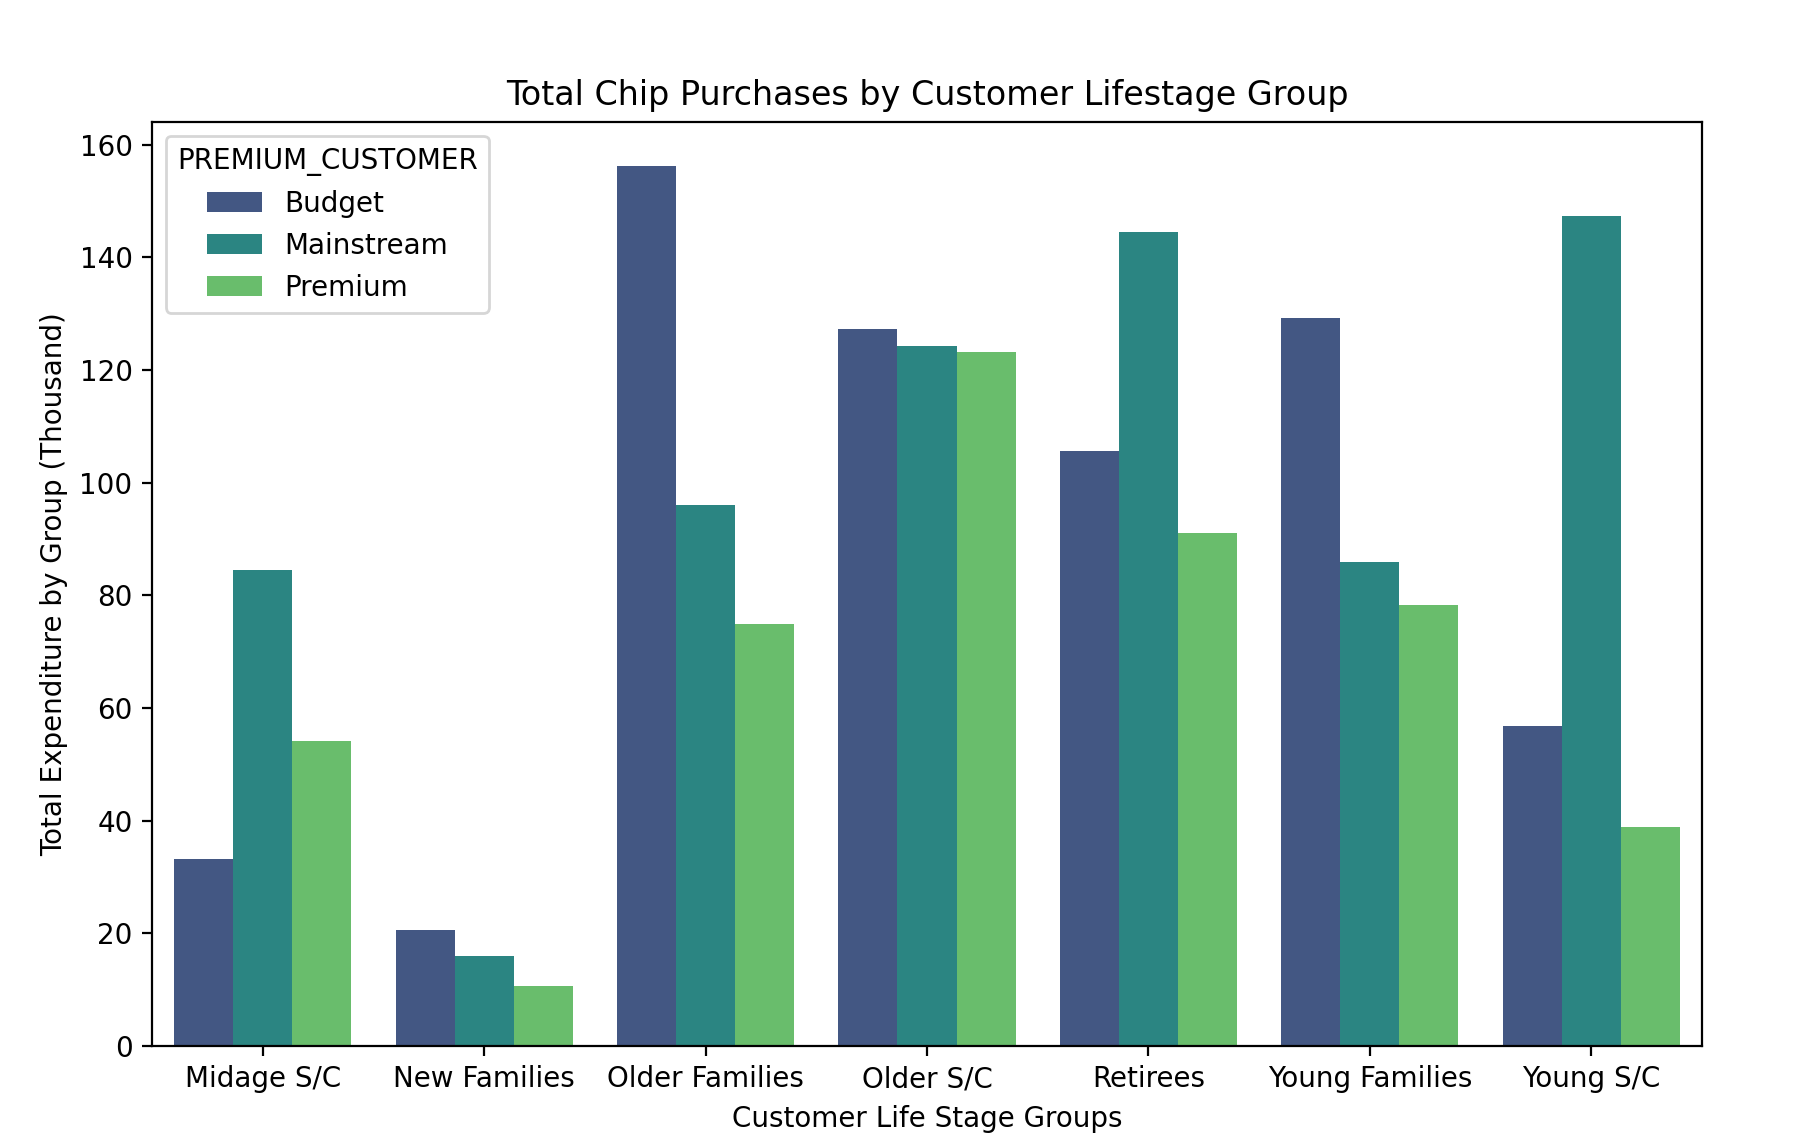 Total Chip Purchases by Customer Lifestage Group
PREMIUM_CUSTOMER
Budget
Mainstream
Premium
Total Expenditure by Group (Thousand)
160
140
120
100
80
60
40
20
0
Midage S/C
New Families
Older Families
Older S/C
Retirees
Young Families
Young S/C
Customer Life Stage Groups